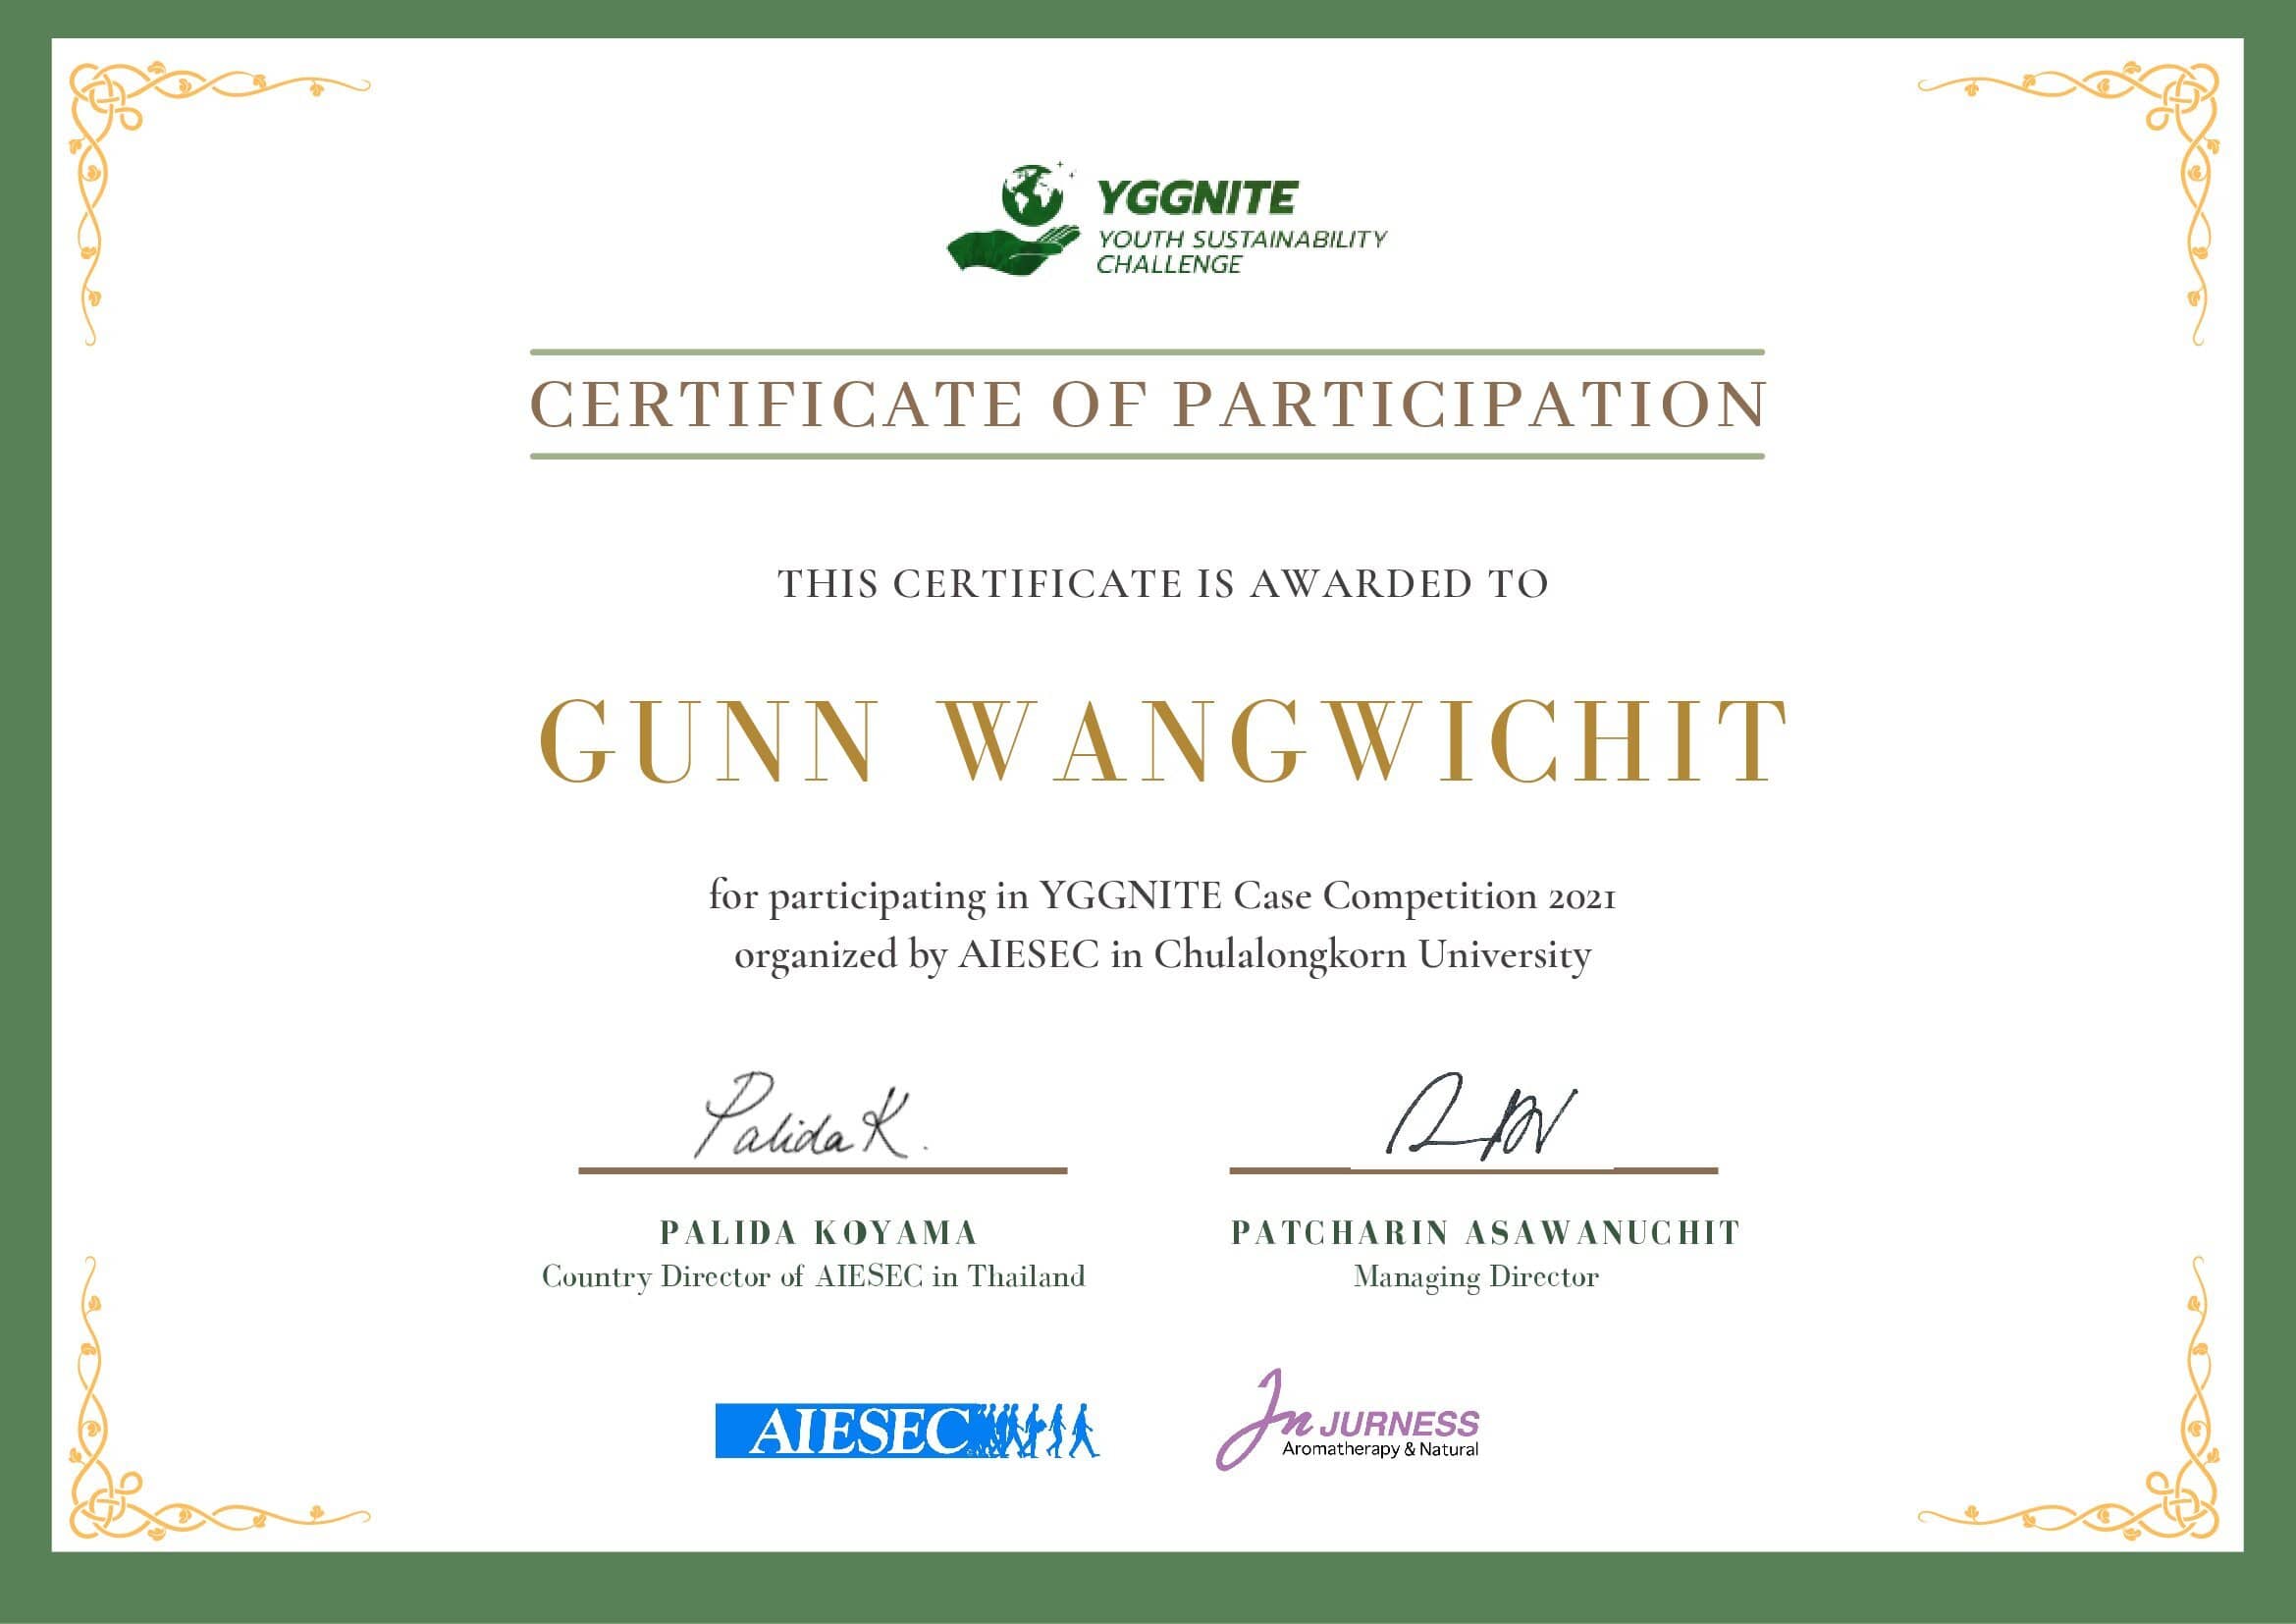 YGGNITE
YOUTH SUSTAINABILITY
CHALLENGE
CERTIFICATE OF PARTICIPATION
THIS CERTIFICATE IS AWARDED TO
GUNN WANGWICHIT
for participating in YGGNITE Case Competition 2021
organized by AIESEC in Chulalongkorn University
Palida K.
PALIDA KOYAMA
Country Director of AIESEC in Thailand
PATCHARIN ASAWANUCHIT
Managing Director
AIESEC
Jn JURNESS
Aromatherapy & Natural